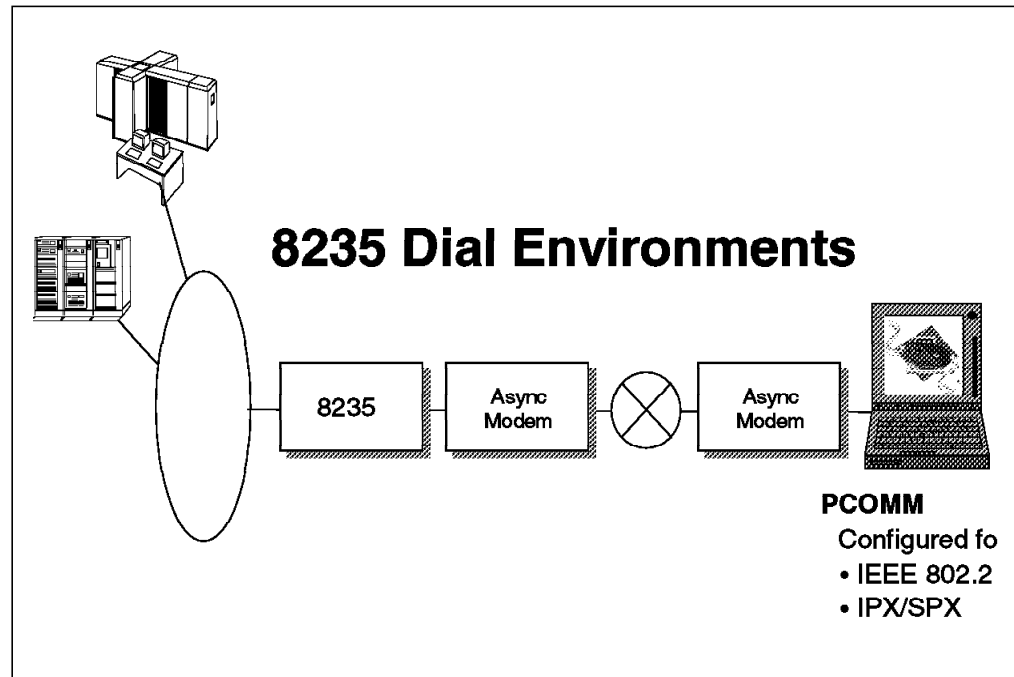 8235 Dial Environments
8235
Async
Modem
Async
Modem
PCOMM
Configured fo
• IEEE 802.2
• IPX/SPX